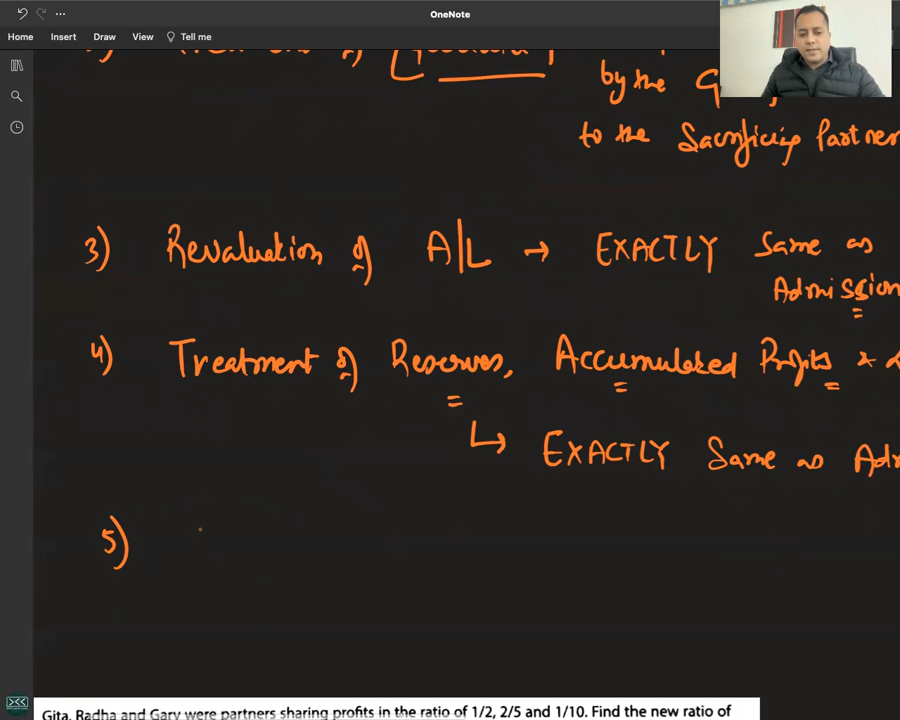 OneNote
Home Insert Draw View Tell me
by the
to the Sacrificing Partner
3) Revaluation of A|L → EXACTLY Same as
Admission
4) Treatment of Reserves, Accumulated Profits
↳ EXACTLY Same as
5)
Gita, Radha and Gary were partners sharing profits in the ratio of 1/2, 2/5 and 1/10. Find the new ratio of